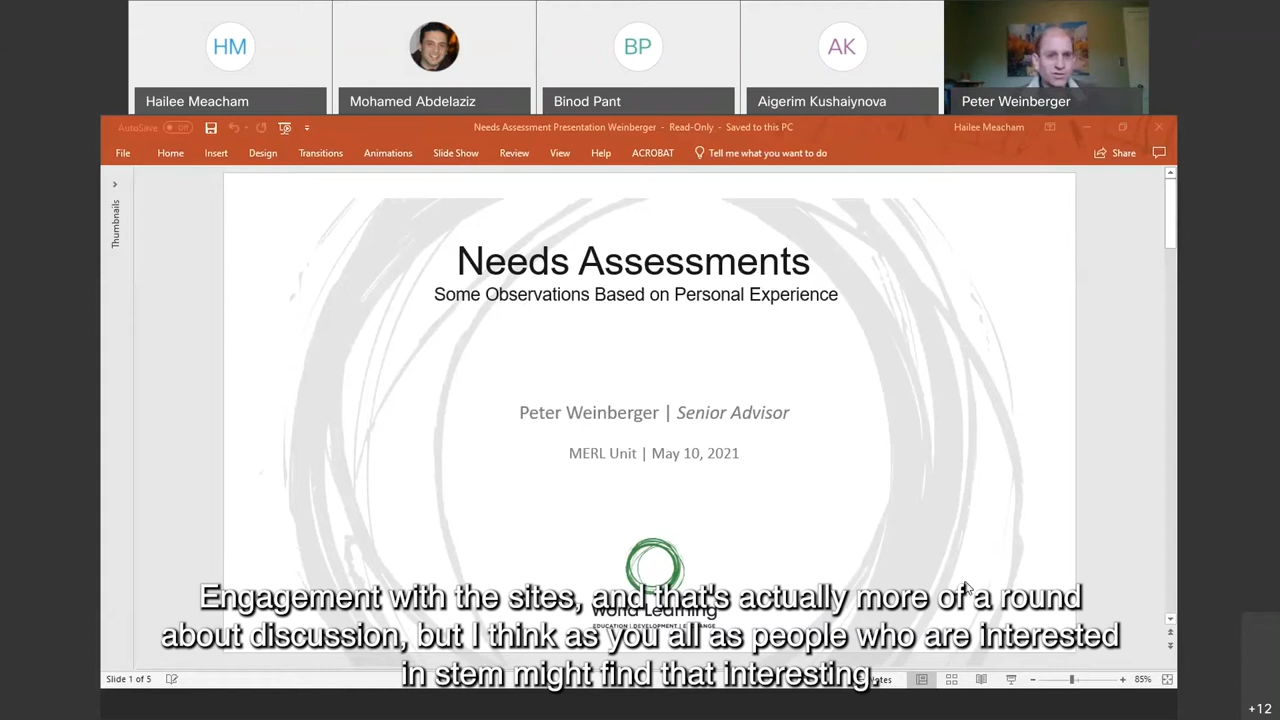 HM
BP
AK
Hailee Meacham
Mohamed Abdelaziz
Binod Pant
Aigerim Kushaiynova
Peter Weinberger
AutoSave
Off
Needs Assessment Presentation Weinberger - Read-Only - Saved to this PC
Hailee Meacham
File
Home
Insert
Design
Transitions
Animations
Slide Show
Review
View
Help
ACROBAT
Tell me what you want to do
Share
Thumbnails
Needs Assessments
Some Observations Based on Personal Experience
Peter Weinberger | Senior Advisor
MERL Unit | May 10, 2021
World Learning
EDUCATION | DEVELOPMENT | EXCHANGE
Engagement with the sites, and that's actually more of a round
about discussion, but I think as you all as people who are interested
in stem might find that interesting.
Slide 1 of 5
Notes
85%
+12